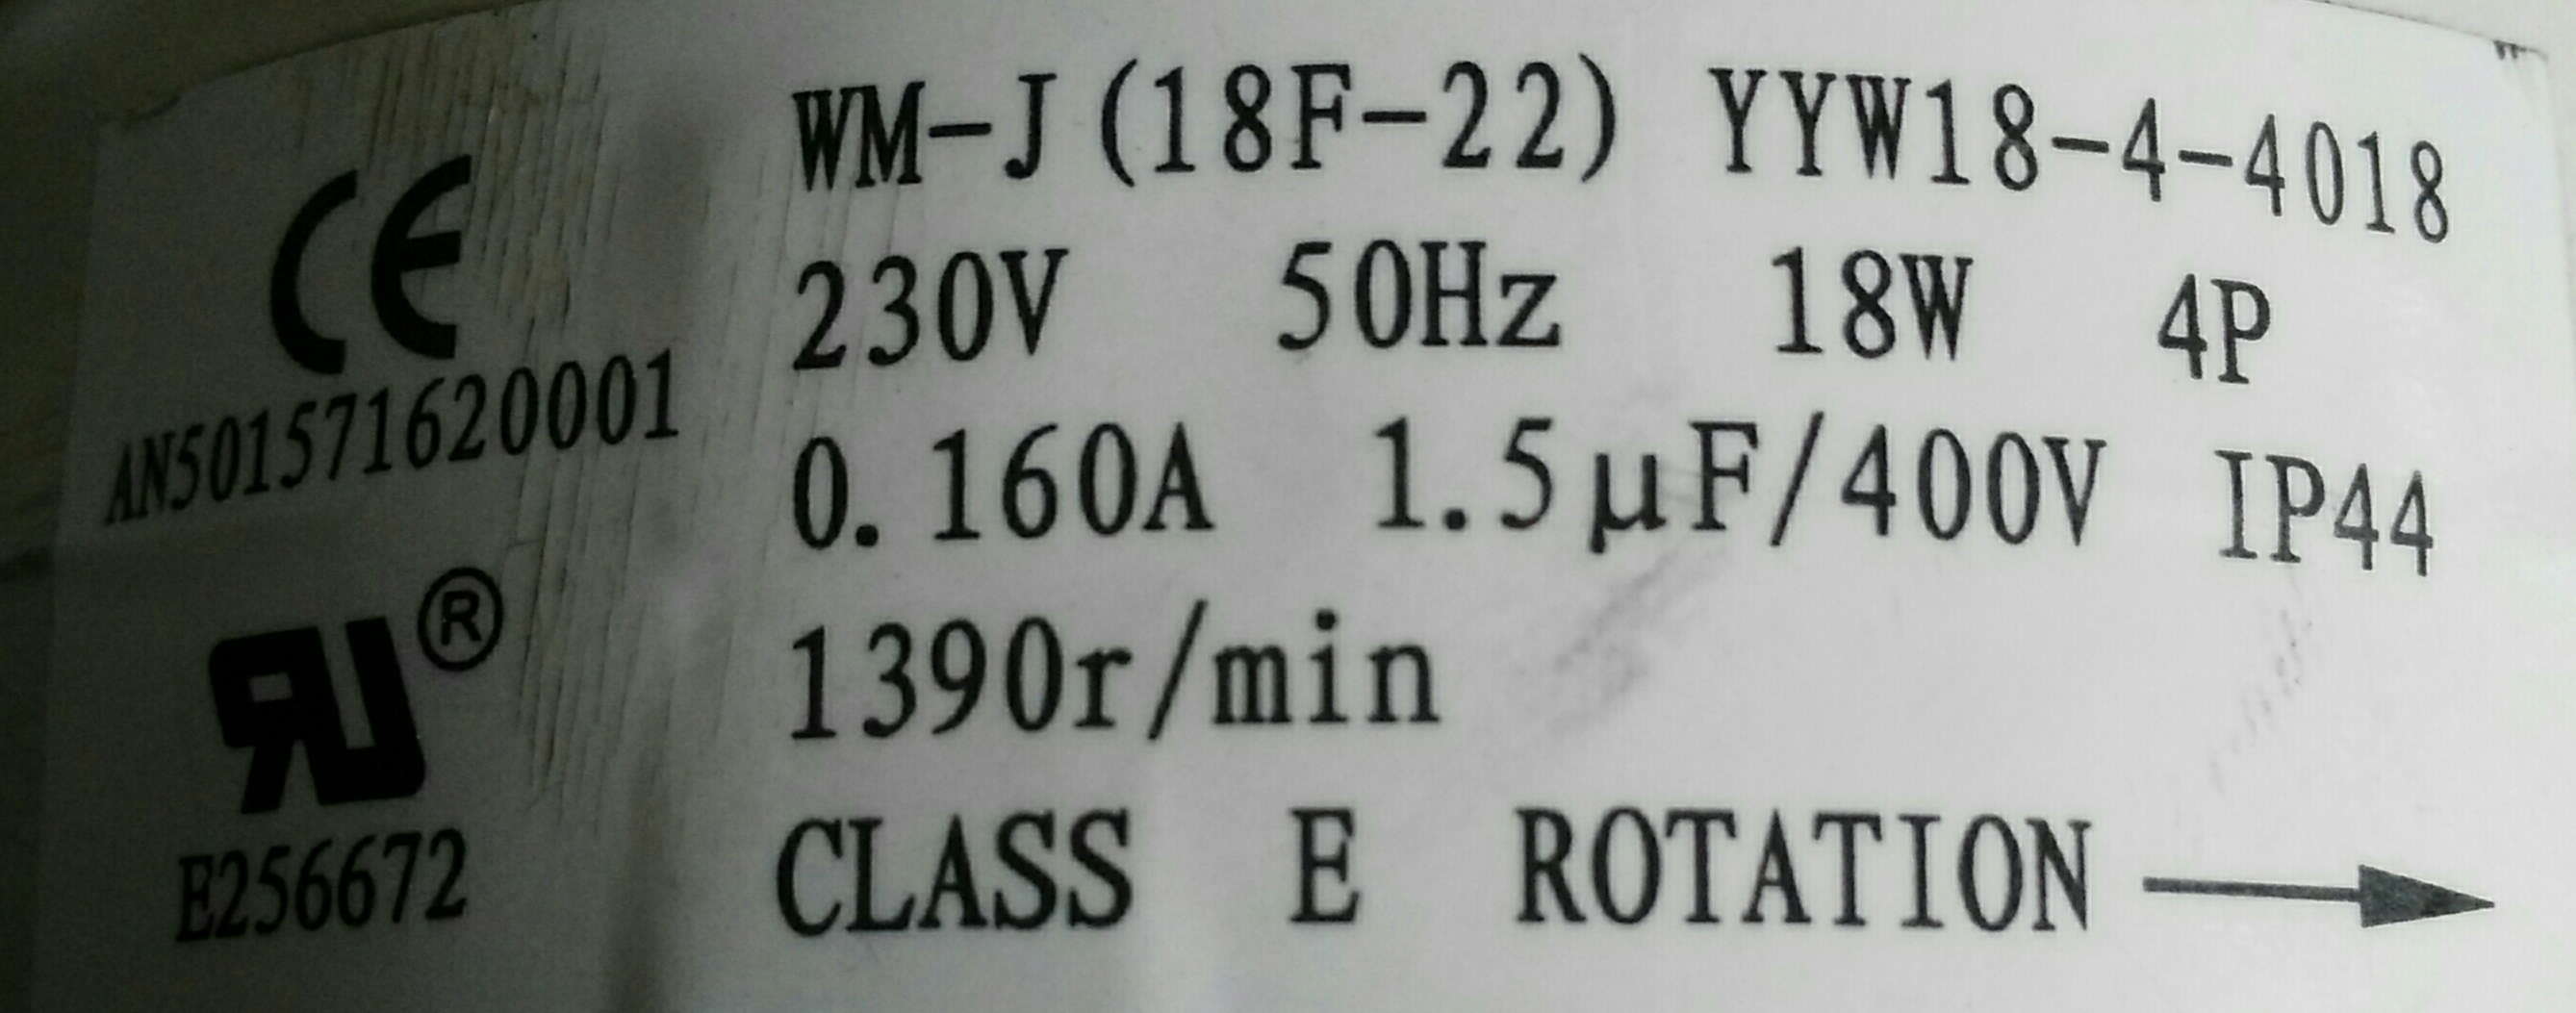 CE
AN501571620001
RU®
E256672
WM-J(18F-22) YYW18-4-4018
230V 50Hz 18W 4P
0.160A 1.5μF/400V IP44
1390r/min
CLASS E ROTATION →